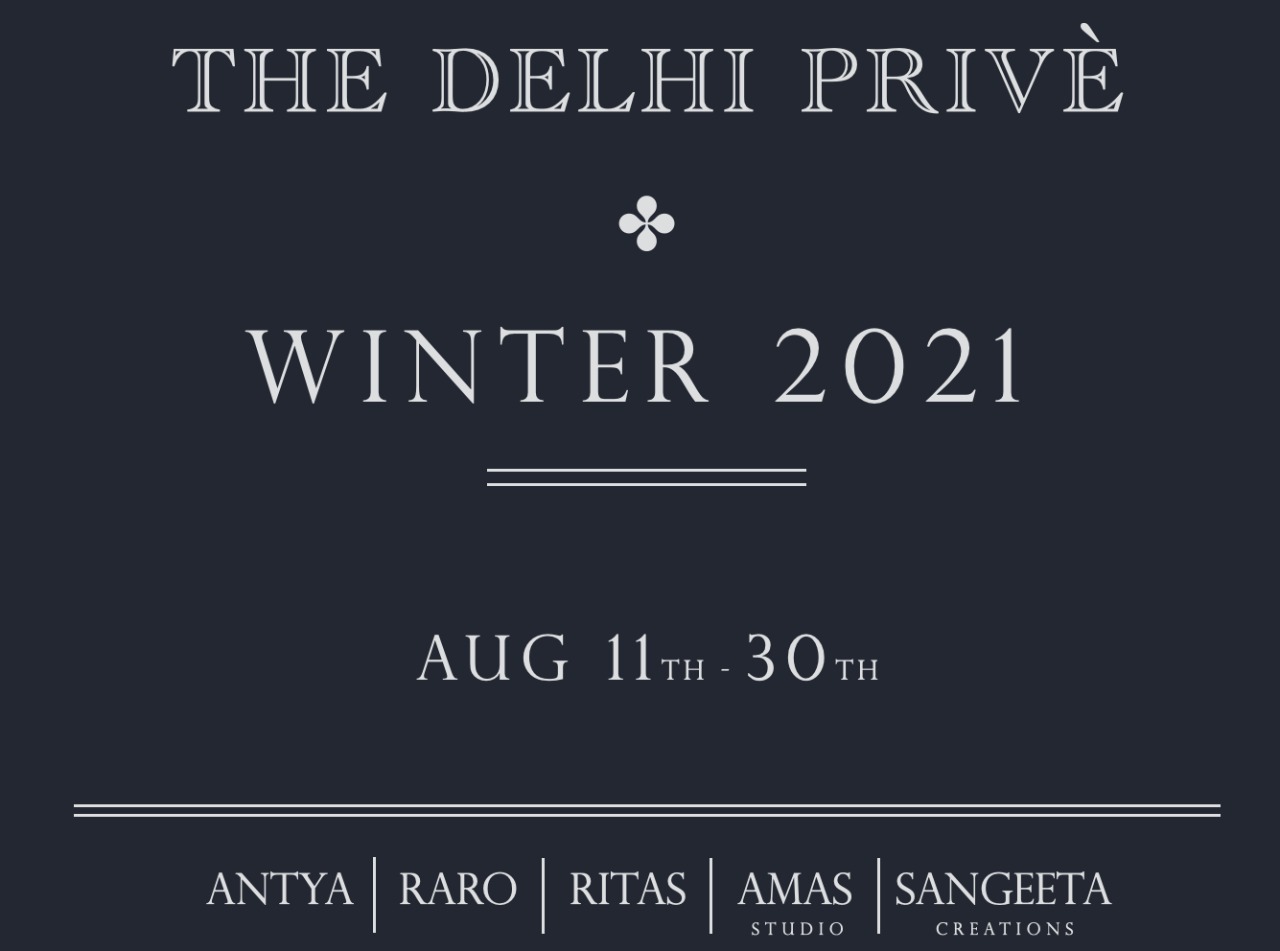 THE DELHI PRIVÈ
WINTER 2021
AUG 11TH - 30TH
ANTYA | RARO | RITAS | AMAS STUDIO | SANGEETA CREATIONS